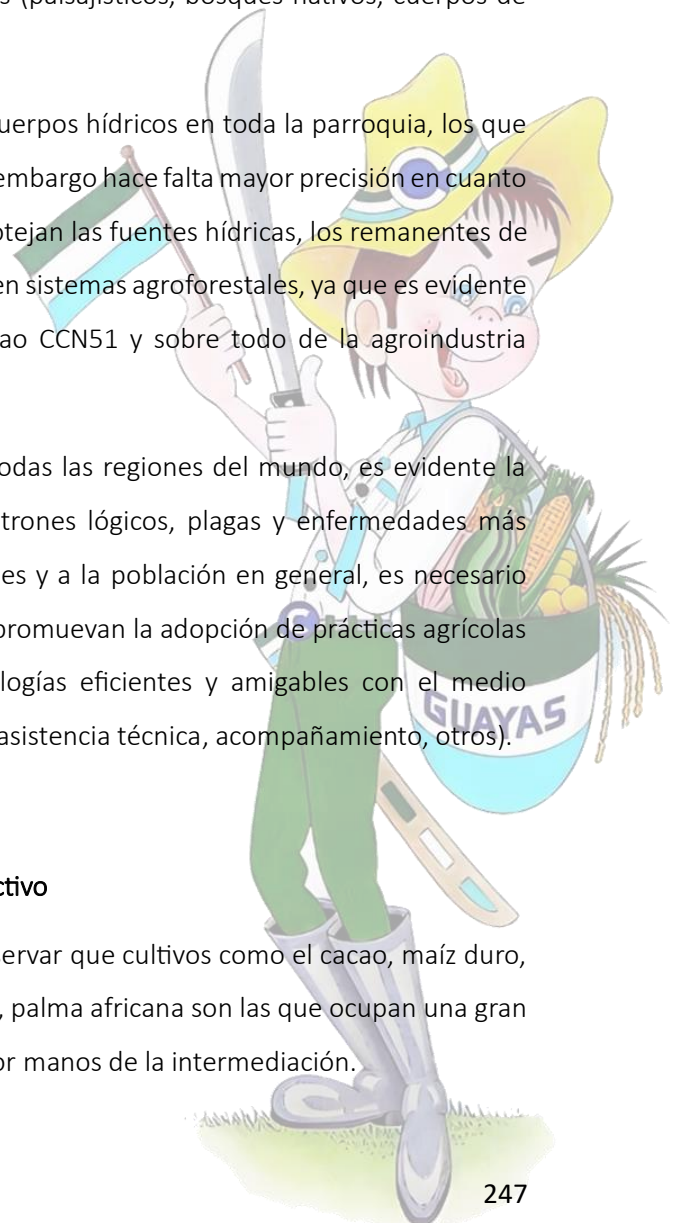 (paisajísticos, bosques nativos, cuerpos de
uerpos hídricos en toda la parroquia, los que
embargo hace falta mayor precisión en cuanto
otejan las fuentes hídricas, los remanentes de
en sistemas agroforestales, ya que es evidente
ao CCN51 y sobre todo de la agroindustria
odas las regiones del mundo, es evidente la
trones lógicos, plagas y enfermedades más
es y a la población en general, es necesario
promuevan la adopción de prácticas agrícolas
logías eficientes y amigables con el medio
GUAYAS
asistencia técnica, acompañamiento, otros).
ctivo
servar que cultivos como el cacao, maíz duro,
, palma africana son las que ocupan una gran
or manos de la intermediación.
247